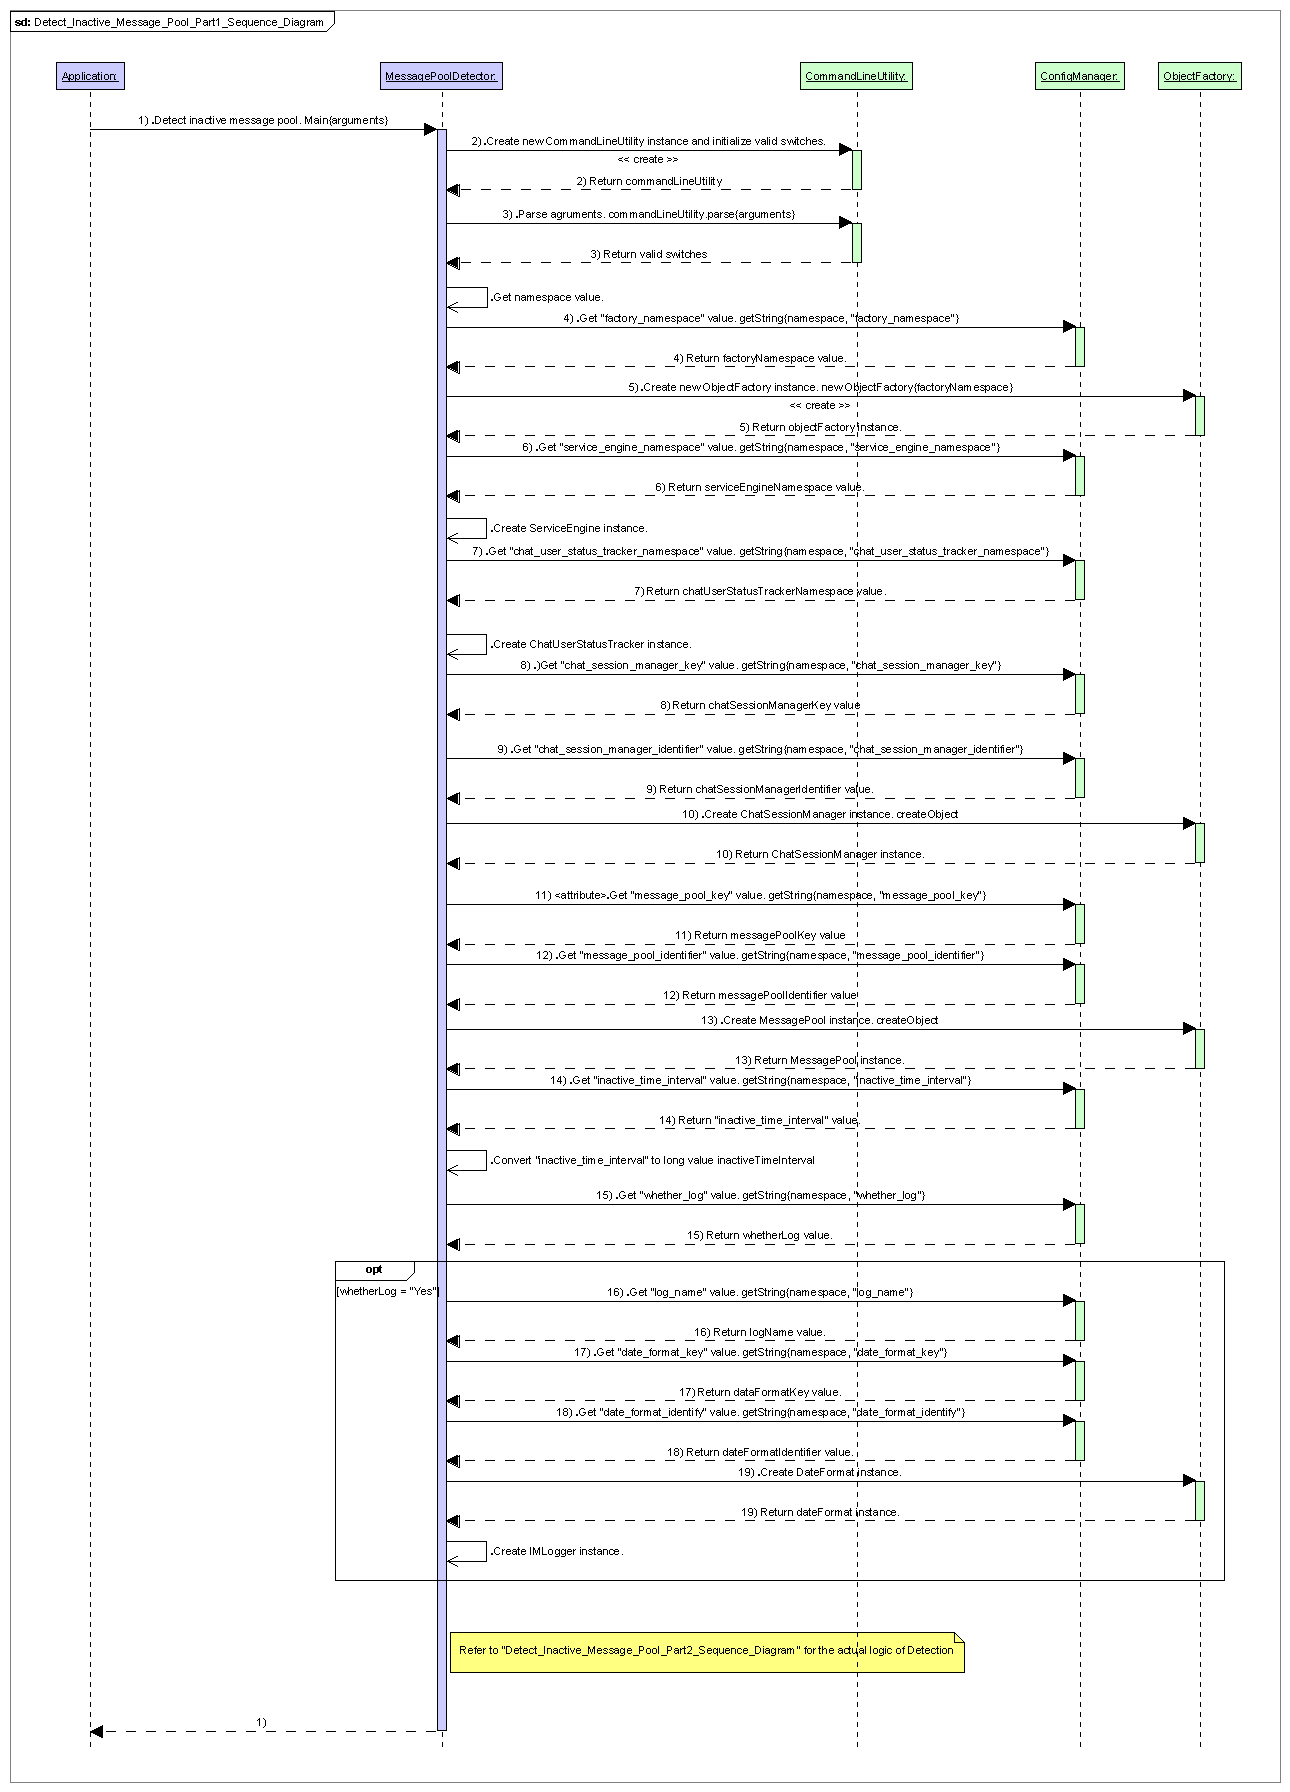 sd: Detect_Inactive_Message_Pool_Part1_Sequence_Diagram
Application:
MessagePoolDetector:
CommandLineUtility:
ConfigManager:
ObjectFactory:
1) .Detect inactive message pool. Main{arguments}
2) .Create new CommandLineUtility instance and initialize valid switches.
<< create >>
2) Return commandLineUtility
3) .Parse agruments. commandLineUtility.parse{arguments}
3) Return valid switches
.Get namespace value.
4) .Get "factory_namespace" value. getString{namespace, "factory_namespace"}
4) Return factoryNamespace value.
5) .Create new ObjectFactory instance. new ObjectFactory{factoryNamespace}
<< create >>
5) Return objectFactory instance.
6) .Get "service_engine_namespace" value. getString{namespace, "service_engine_namespace"}
6) Return serviceEngineNamespace value.
.Create ServiceEngine instance.
7) .Get "chat_user_status_tracker_namespace" value. getString{namespace, "chat_user_status_tracker_namespace"}
7) Return chatUserStatusTrackerNamespace value.
.Create ChatUserStatusTracker instance.
8) .)Get "chat_session_manager_key" value. getString{namespace, "chat_session_manager_key"}
8) Return chatSessionManagerKey value
9) .Get "chat_session_manager_identifier" value. getString{namespace, "chat_session_manager_identifier"}
9) Return chatSessionManagerIdentifier value.
10) .Create ChatSessionManager instance. createObject
10) Return ChatSessionManager instance.
11) <attribute>.Get "message_pool_key" value. getString{namespace, "message_pool_key"}
11) Return messagePoolKey value
12) .Get "message_pool_identifier" value. getString{namespace, "message_pool_identifier"}
12) Return messagePoolIdentifier value
13) .Create MessagePool instance. createObject
13) Return MessagePool instance.
14) .Get "inactive_time_interval" value. getString{namespace, "inactive_time_interval"}
14) Return "inactive_time_interval" value.
.Convert "inactive_time_interval" to long value inactiveTimeInterval
15) .Get "whether_log" value. getString{namespace, "whether_log"}
15) Return whetherLog value.
opt
[whetherLog = "Yes"]
16) .Get "log_name" value. getString{namespace, "log_name"}
16) Return logName value.
17) .Get "date_format_key" value. getString{namespace, "date_format_key"}
17) Return dataFormatKey value.
18) .Get "date_format_identify" value. getString{namespace, "date_format_identify"}
18) Return dateFormatIdentifier value.
19) .Create DateFormat instance.
19) Return dateFormat instance.
.Create IMLogger instance.
Refer to "Detect_Inactive_Message_Pool_Part2_Sequence_Diagram" for the actual logic of Detection
1)